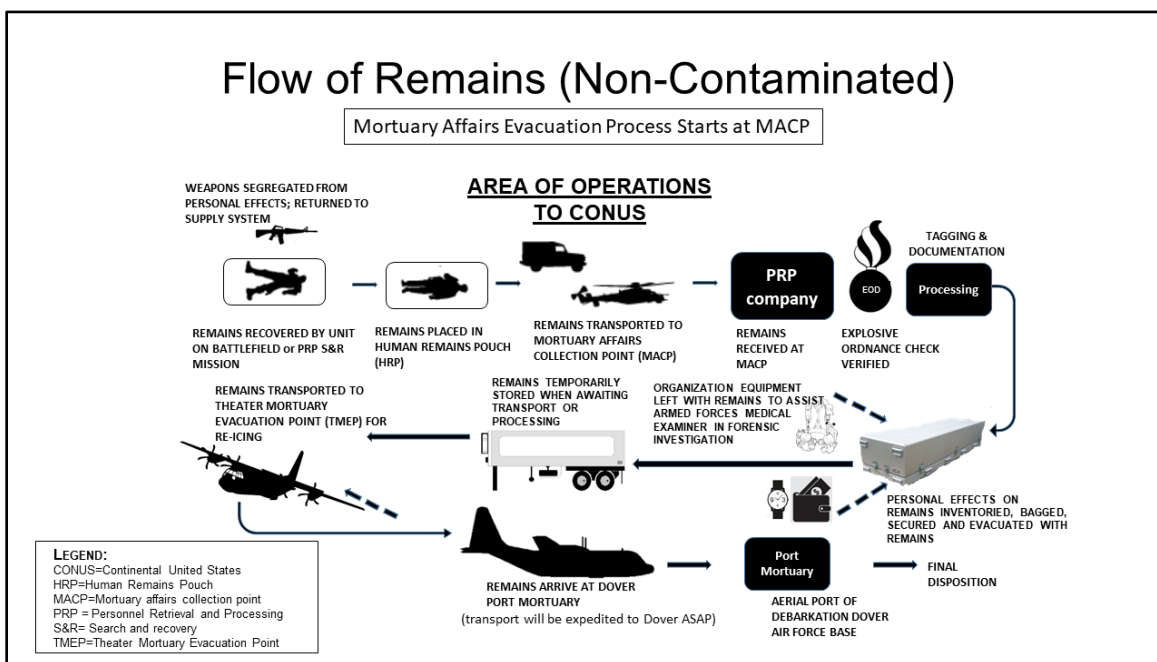 Flow of Remains (Non-Contaminated)
Mortuary Affairs Evacuation Process Starts at MACP
AREA OF OPERATIONS
TO CONUS
WEAPONS SEGREGATED FROM
PERSONAL EFFECTS; RETURNED TO
SUPPLY SYSTEM
REMAINS RECOVERED BY UNIT
ON BATTLEFIELD or PRP S&R
MISSION
REMAINS PLACED IN
HUMAN REMAINS POUCH
(HRP)
REMAINS TRANSPORTED TO
MORTUARY AFFAIRS
COLLECTION POINT (MACP)
PRP
company
REMAINS
RECEIVED AT
MACP
EOD
EXPLOSIVE
ORDNANCE CHECK
VERIFIED
TAGGING &
DOCUMENTATION
Processing
REMAINS TRANSPORTED TO
THEATER MORTUARY
EVACUATION POINT (TMEP) FOR
RE-ICING
REMAINS TEMPORARILY
STORED WHEN AWAITING
TRANSPORT OR
PROCESSING
ORGANIZATION EQUIPMENT
LEFT WITH REMAINS TO ASSIST
ARMED FORCES MEDICAL
EXAMINER IN FORENSIC
INVESTIGATION
PERSONAL EFFECTS ON
REMAINS INVENTORIED, BAGGED,
SECURED AND EVACUATED WITH
REMAINS
REMAINS ARRIVE AT DOVER
PORT MORTUARY
(transport will be expedited to Dover ASAP)
Port
Mortuary
AERIAL PORT OF
DEBARKATION DOVER
AIR FORCE BASE
FINAL
DISPOSITION
LEGEND:
CONUS=Continental United States
HRP=Human Remains Pouch
MACP=Mortuary affairs collection point
PRP = Personnel Retrieval and Processing
S&R= Search and recovery
TMEP=Theater Mortuary Evacuation Point